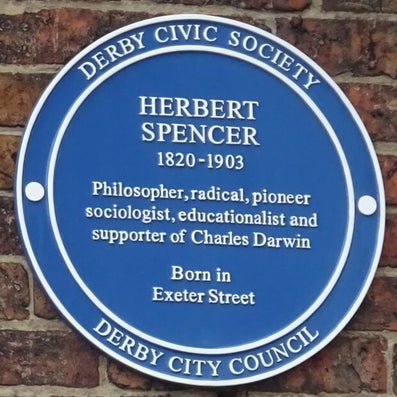 DERBY CIVIC SOCIETY
HERBERT
SPENCER
1820-1903
Philosopher, radical, pioneer
sociologist, educationalist and
supporter of Charles Darwin
Born in
Exeter Street
DERBY CITY COUNCIL